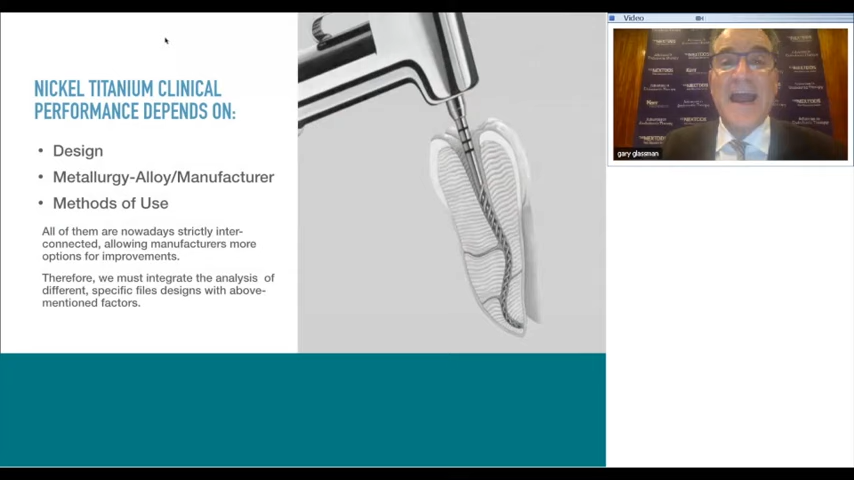 NICKEL TITANIUM CLINICAL
PERFORMANCE DEPENDS ON:
• Design
• Metallurgy-Alloy/Manufacturer
• Methods of Use
All of them are nowadays strictly inter-
connected, allowing manufacturers more
options for improvements.
Therefore, we must integrate the analysis of
different, specific files designs with above-
mentioned factors.
Video
gary glassman